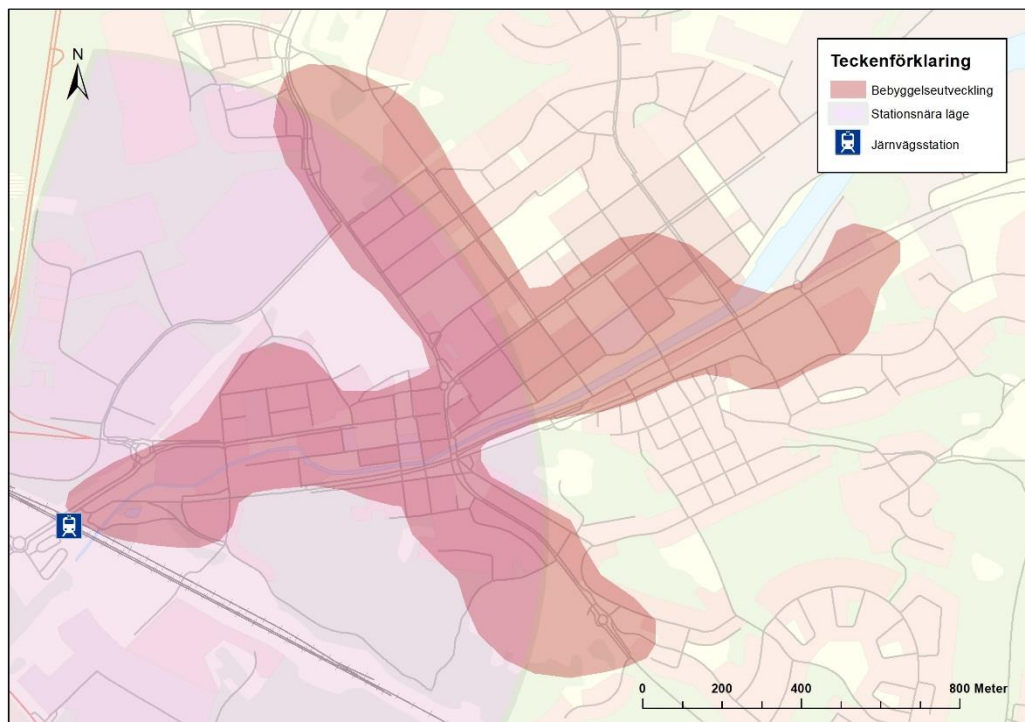 N
Teckenförklaring
Bebyggelseutveckling
Stationsnära läge
Järnvägsstation
0 200 400 800 Meter